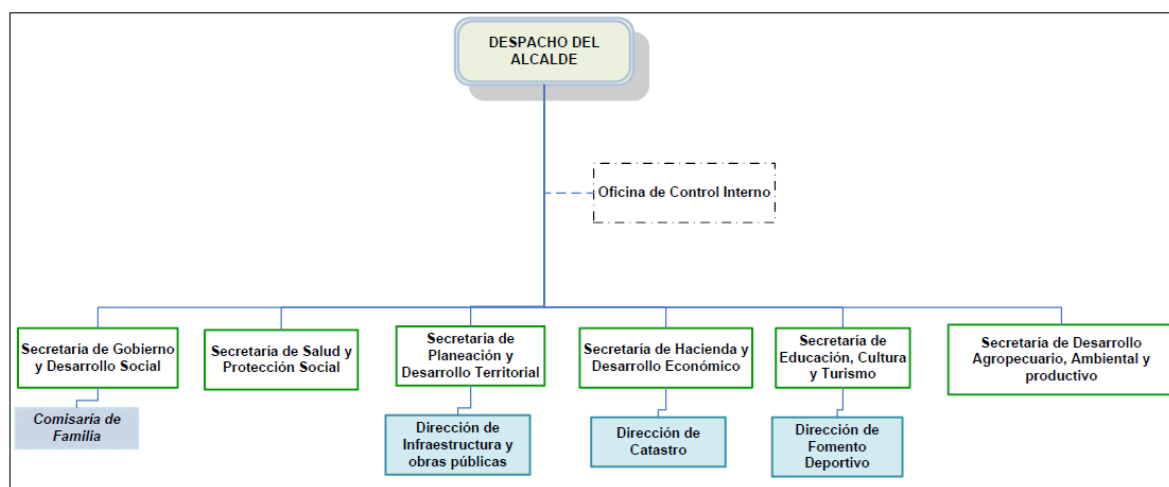 DESPACHO DEL
ALCALDE
Oficina de Control Interno
Secretaría de Gobierno
y Desarrollo Social
Secretaría de Salud y
Protección Social
Secretaría de
Planeación y
Desarrollo Territorial
Secretaría de Hacienda y
Desarrollo Económico
Secretaría de
Educación, Cultura
y Turismo
Secretaría de Desarrollo
Agropecuario, Ambiental y
productivo
Comisaría de
Familia
Dirección de
Infraestructura y
obras públicas
Dirección de
Catastro
Dirección de
Fomento
Deportivo